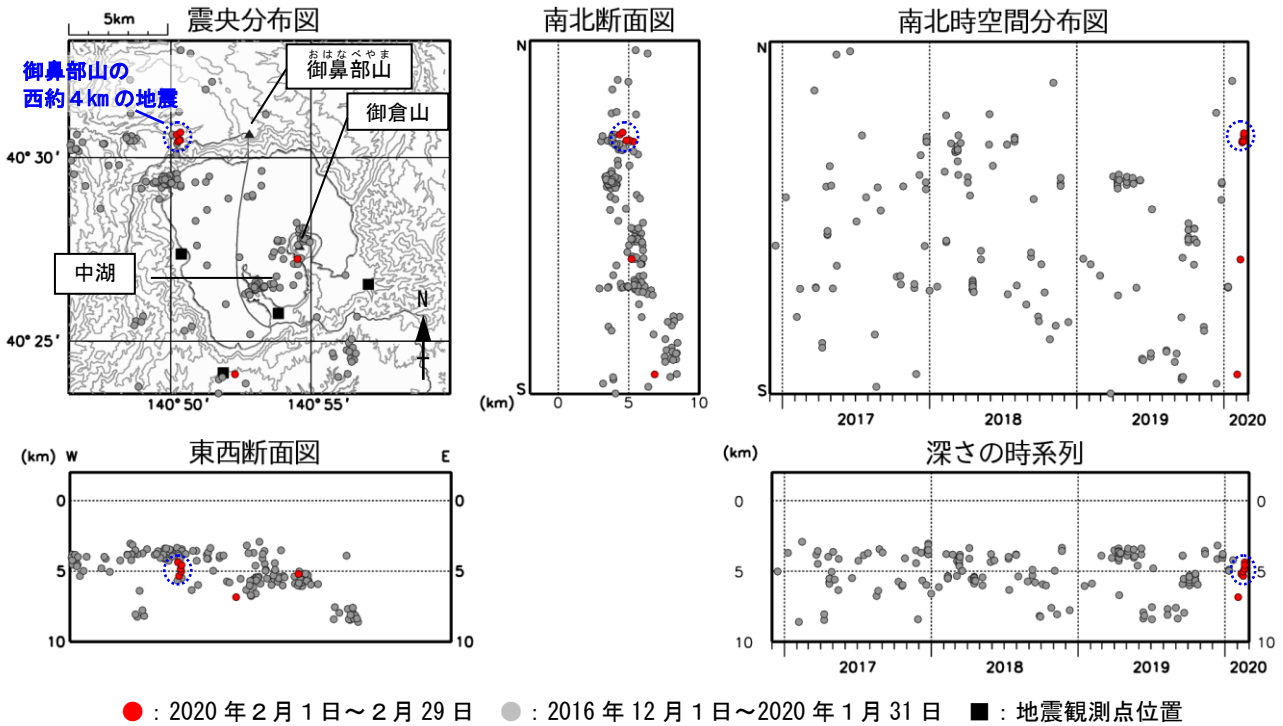 5km
震央分布図
南北断面図
南北時空間分布図
御鼻部山の
西約4kmの地震
おはなべやま
御鼻部山
御倉山
40° 30′
中湖
N
40° 25′
140°50′
140°55′
N
S
(km)
0
5
10
N
S
2017
2018
2019
2020
(km)
W
東西断面図
E
0
0
5
5
10
10
(km)
深さの時系列
0
0
5
5
10
10
2017
2018
2019
2020
：2020年2月1日～2月29日 ：2016年12月1日～2020年1月31日 ：地震観測点位置